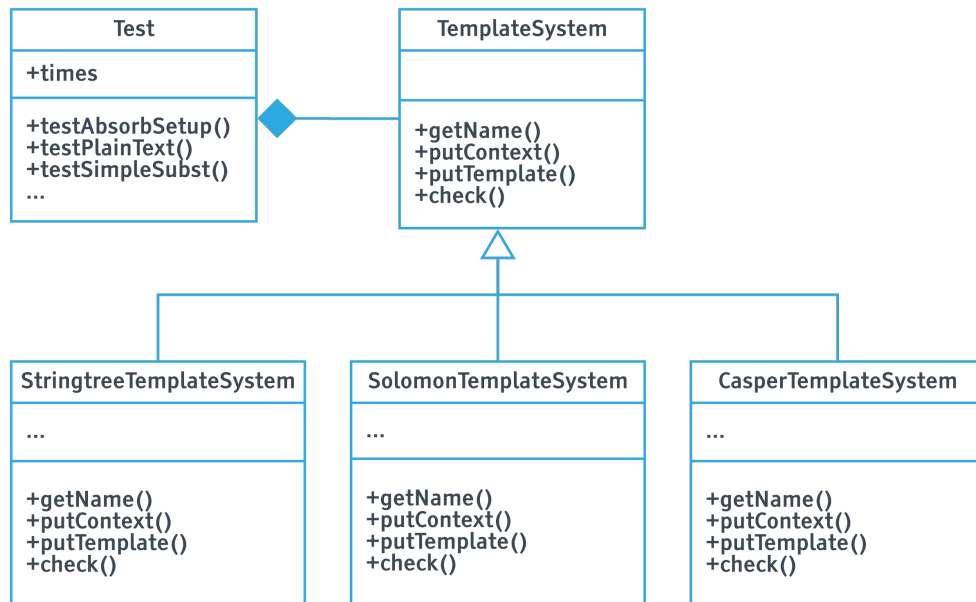 Test
+times
+testAbsorbSetup()
+testPlainText()
+testSimpleSubst()
...
TemplateSystem
+getName()
+putContext()
+putTemplate()
+check()
StringtreeTemplateSystem
...
+getName()
+putContext()
+putTemplate()
+check()
SolomonTemplateSystem
...
+getName()
+putContext()
+putTemplate()
+check()
CasperTemplateSystem
...
+getName()
+putContext()
+putTemplate()
+check()